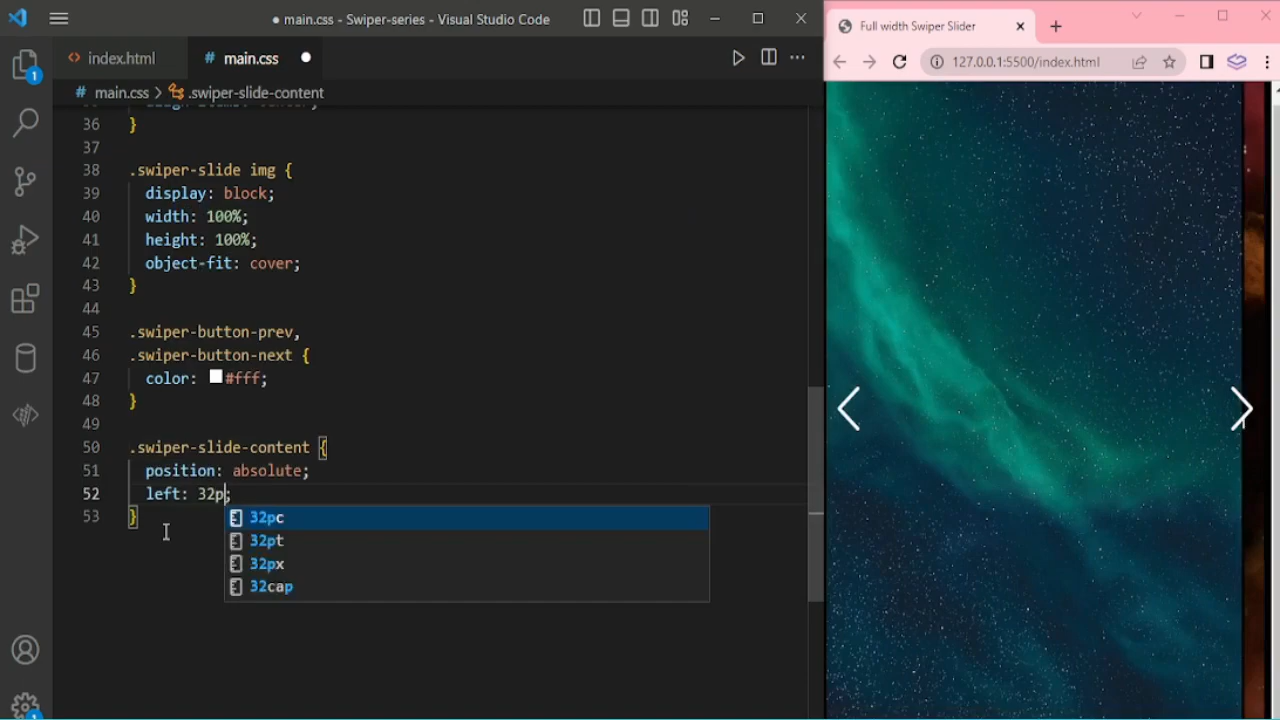 ● main.css - Swiper-series - Visual Studio Code
index.html
# main.css ●
# main.css > .swiper-slide-content
36 }
37
38 .swiper-slide img {
39 display: block;
40 width: 100%;
41 height: 100%;
42 object-fit: cover;
43 }
44
45 .swiper-button-prev,
46 .swiper-button-next {
47 color: #fff;
48 }
49
50 .swiper-slide-content {
51 position: absolute;
52 left: 32p;
53 }
32pc
32pt
32px
32cap
1
1
Full width Swiper Slider
127.0.0.1:5500/index.html